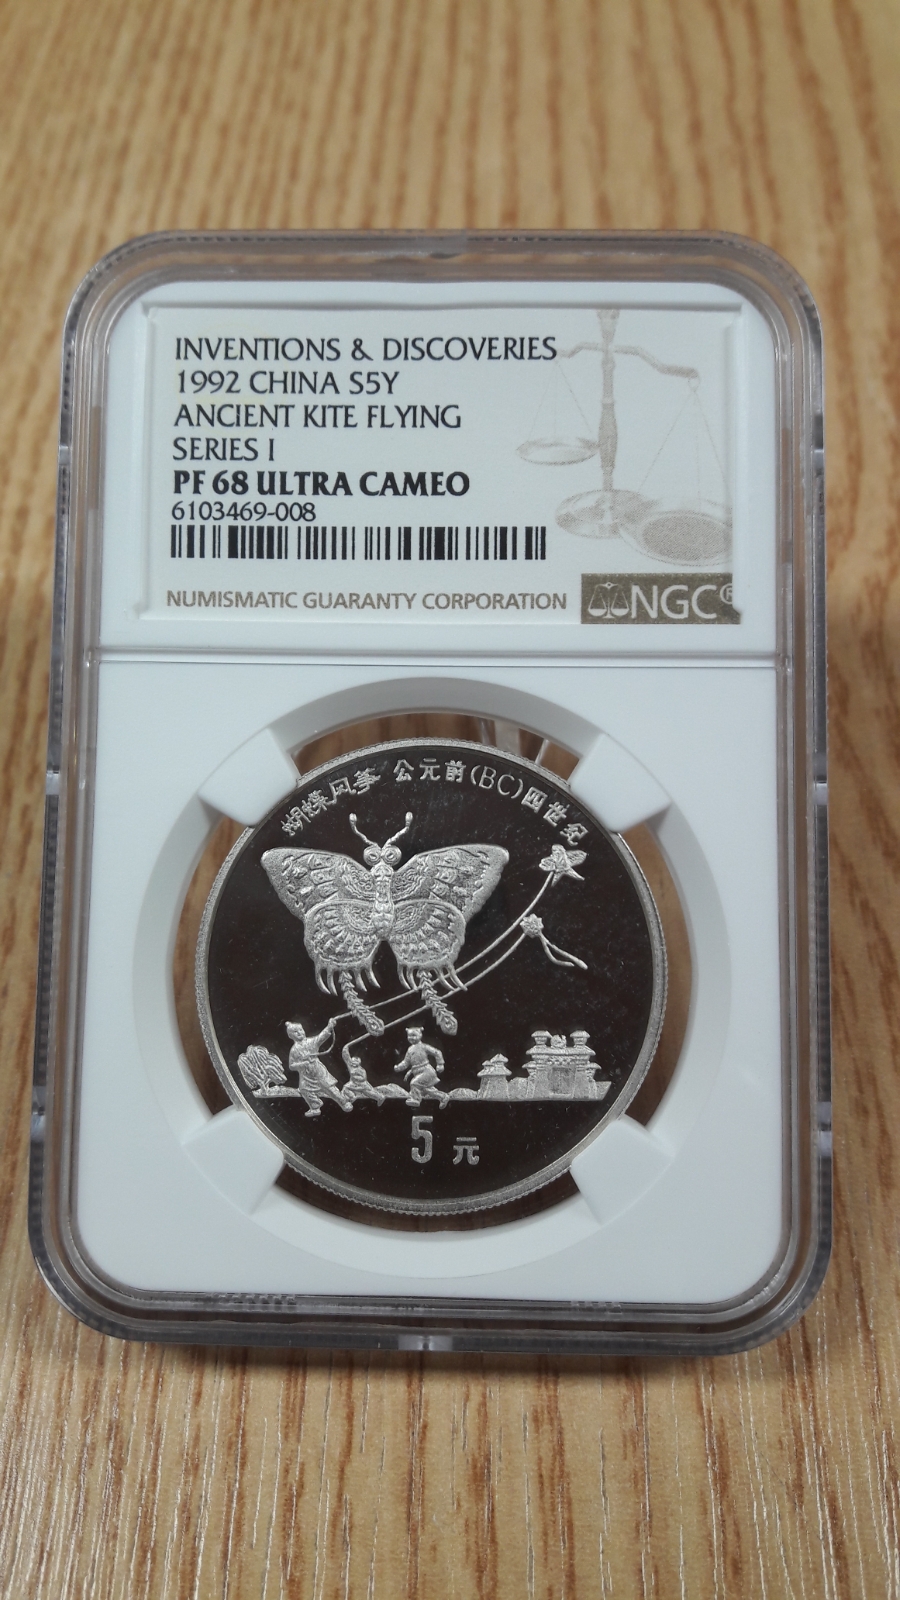 INVENTIONS & DISCOVERIES
1992 CHINA S5Y
ANCIENT KITE FLYING
SERIES I
PF 68 ULTRA CAMEO
6103469-008
NUMISMATIC GUARANTY CORPORATION
NGC®
蝴蝶风筝 公元前(BC)四世纪
5元